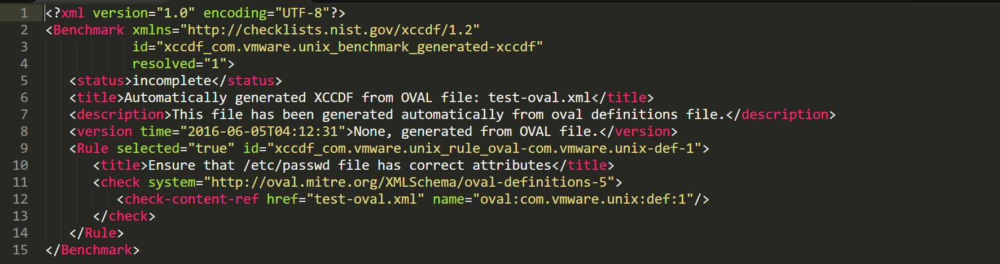 1 <?xml version="1.0" encoding="UTF-8"?>
2 <Benchmark xmlns="http://checklists.nist.gov/xccdf/1.2"
3 id="xccdf_com.vmware.unix_benchmark_generated-xccdf"
4 resolved="1">
5 <status>incomplete</status>
6 <title>Automatically generated XCCDF from OVAL file: test-oval.xml</title>
7 <description>This file has been generated automatically from oval definitions file.</description>
8 <version time="2016-06-05T04:12:31">None, generated from OVAL file.</version>
9 <Rule selected="true" id="xccdf_com.vmware.unix_rule_oval-com.vmware.unix-def-1">
10 <title>Ensure that /etc/passwd file has correct attributes</title>
11 <check system="http://oval.mitre.org/XMLSchema/oval-definitions-5">
12 <check-content-ref href="test-oval.xml" name="oval:com.vmware.unix:def:1"/>
13 </check>
14 </Rule>
15 </Benchmark>